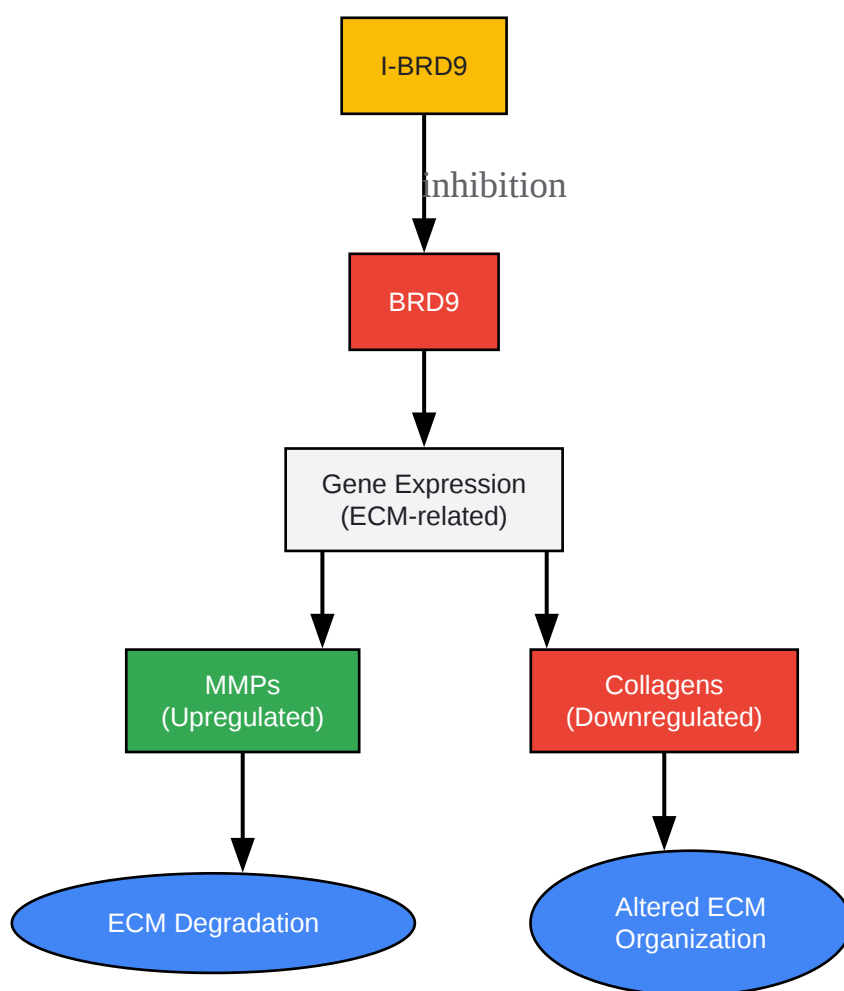 I-BRD9
inhibition
BRD9
Gene Expression
(ECM-related)
MMPs
(Upregulated)
Collagens
(Downregulated)
ECM Degradation
Altered ECM
Organization